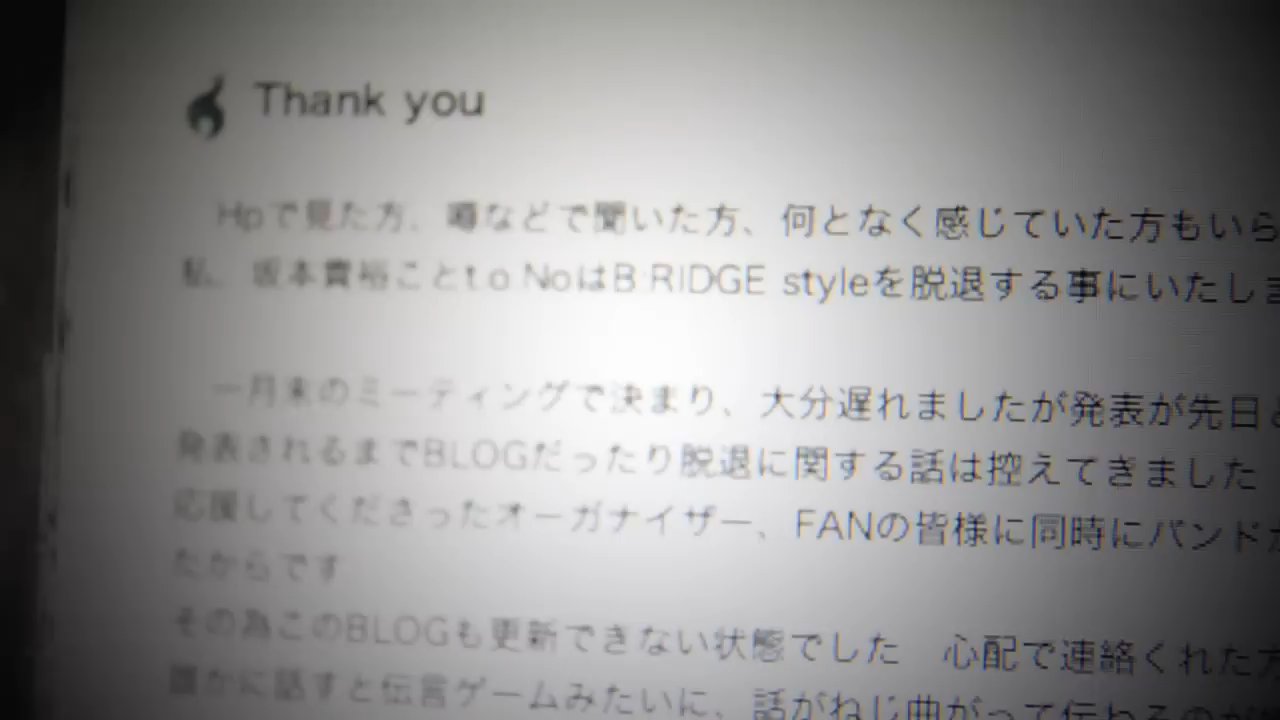 Thank you
Hpで見た方、噂などで聞いた方、何となく感じていた方もいら
私、坂本貴裕ことto NoはB RIDGE styleを脱退する事にいたしま
一月末のミーティングで決まり、大分遅れましたが発表が先日
発表されるまでBLOGだったり脱退に関する話は控えてきました
応援してくださったオーガナイザー、FANの皆様に同時にバンドか
たからです
その為このBLOGも更新できない状態でした 心配で連絡くれた方
誰かに話すと伝言ゲームみたいに、話がねじ曲がって伝わるのが